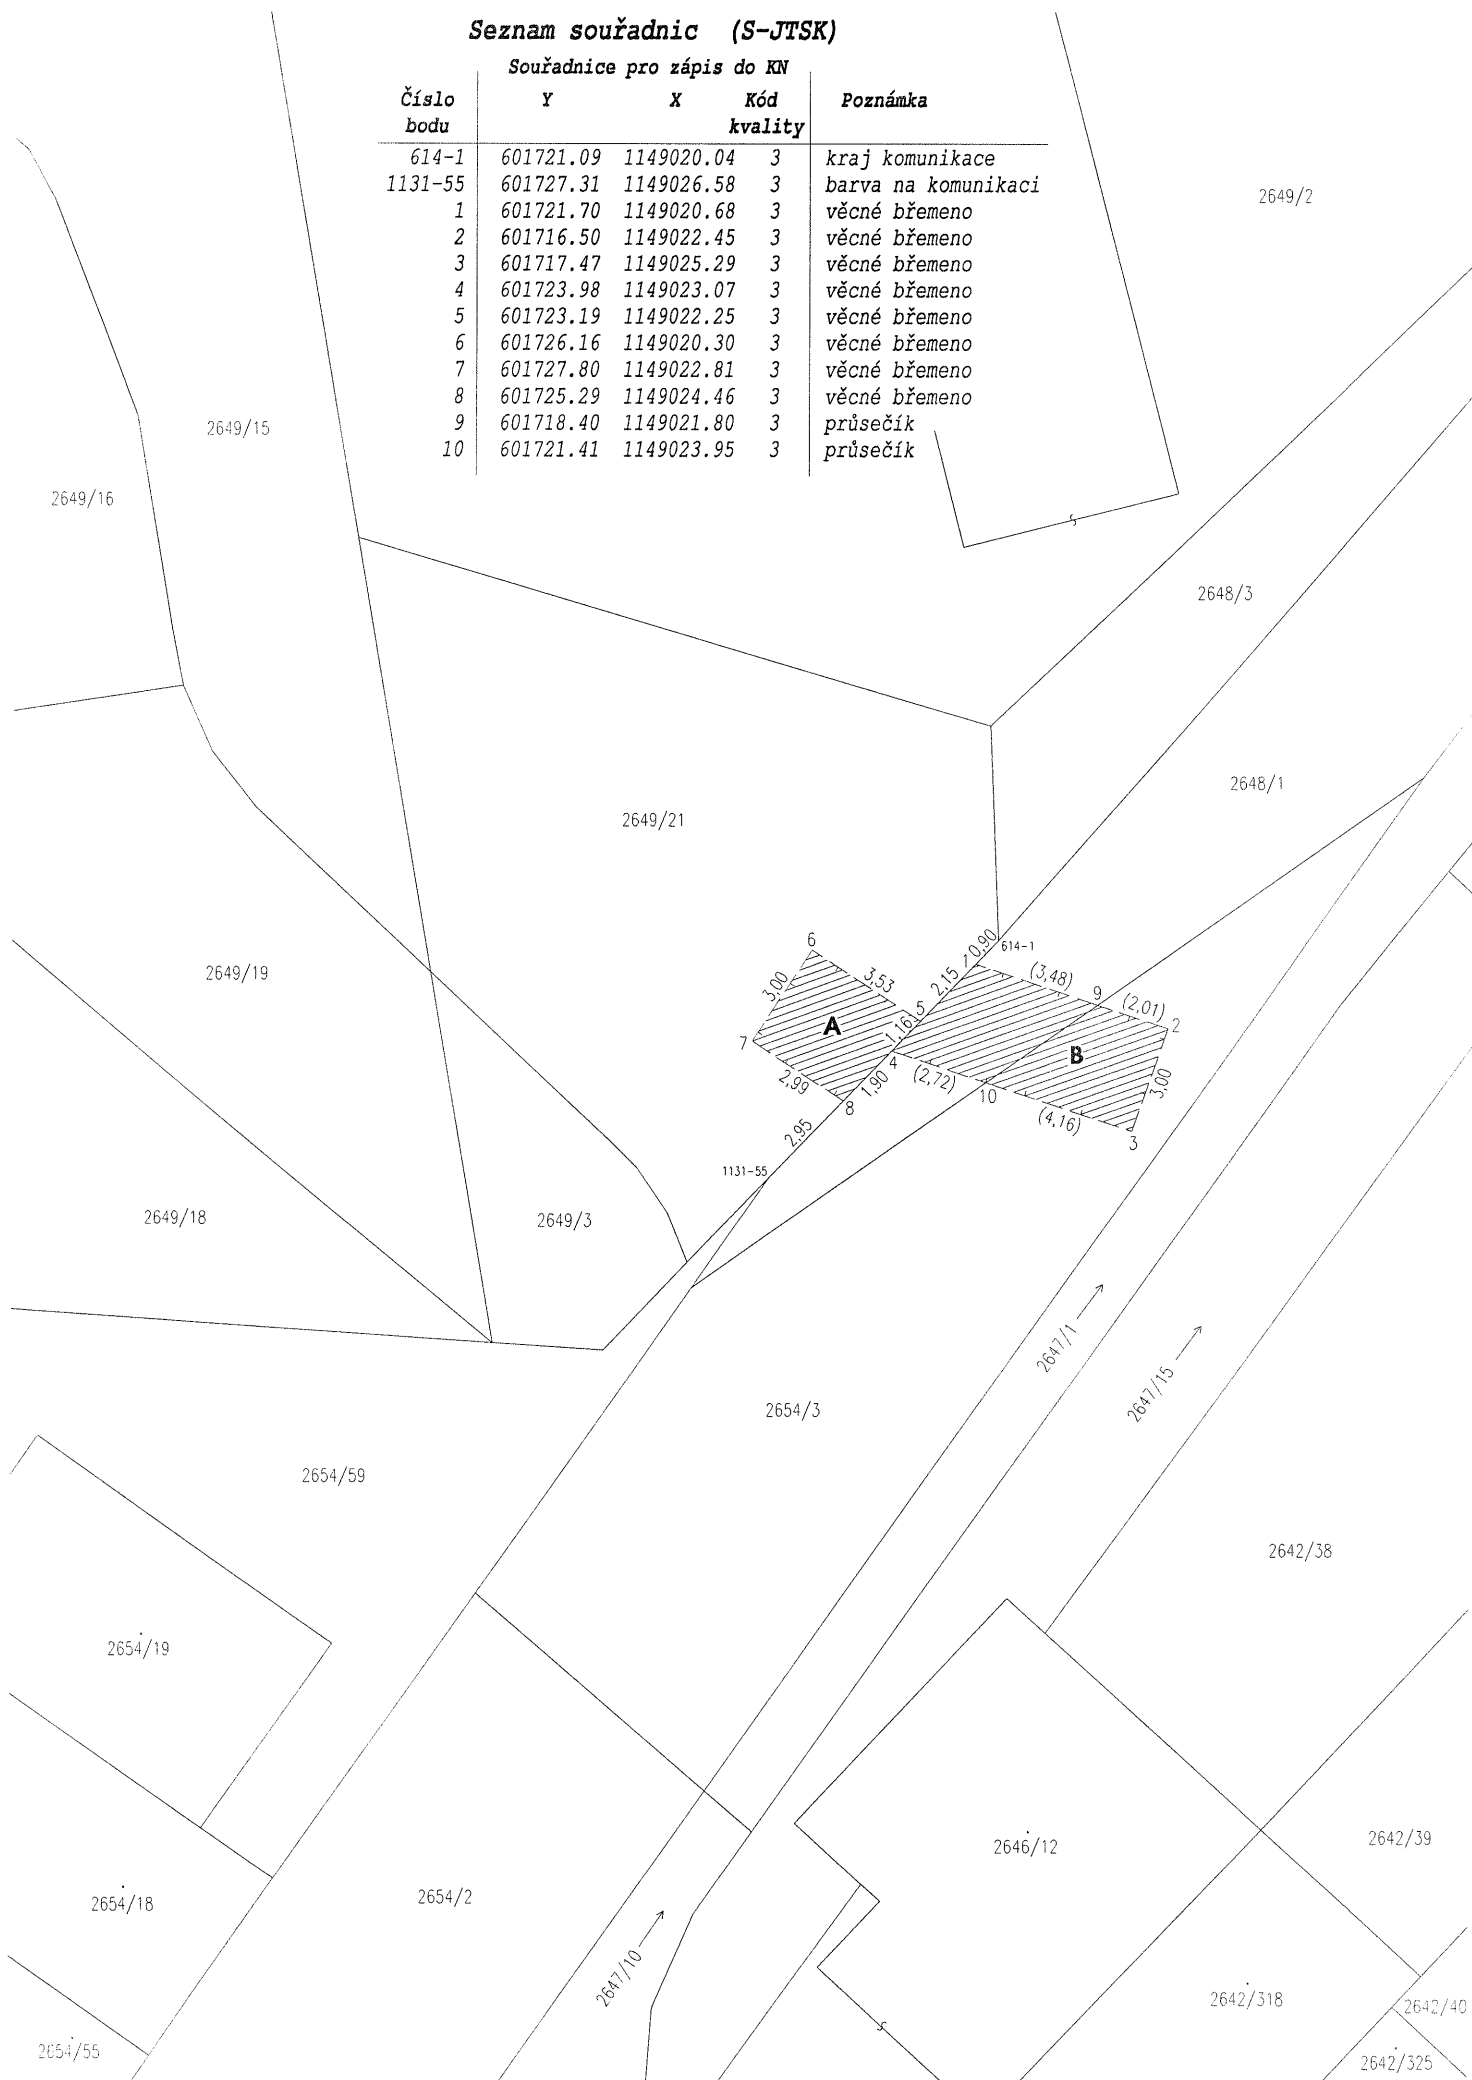 Seznam souřadnic (S-JTSK)
Souřadnice pro zápis do KN
Číslo bodu Y X Kód kvality Poznámka
614-1 601721.09 1149020.04 3 kraj komunikace
1131-55 601727.31 1149026.58 3 barva na komunikaci
1 601721.70 1149020.68 3 věcné břemeno
2 601716.50 1149022.45 3 věcné břemeno
3 601717.47 1149025.29 3 věcné břemeno
4 601723.98 1149023.07 3 věcné břemeno
5 601723.19 1149022.25 3 věcné břemeno
6 601726.16 1149020.30 3 věcné břemeno
7 601727.80 1149022.81 3 věcné břemeno
8 601725.29 1149024.46 3 věcné břemeno
9 601718.40 1149021.80 3 průsečík
10 601721.41 1149023.95 3 průsečík
2649/2
2649/15
2649/16
2648/3
2648/1
2649/21
2649/19
6
3,53
3,00
7
A
2,99
8
1,90
4
1,16
5
2,15
0,90
614-1
(3,48)
9
(2,01)
2
B
3,00
(2,72)
10
(4,16)
3
2,95
1131-55
2649/18
2649/3
2647/1
2647/15
2654/3
2654/59
2642/38
2654/19
2646/12
2642/39
2654/18
2654/2
2647/10
2642/318
2642/40
2654/55
2642/325